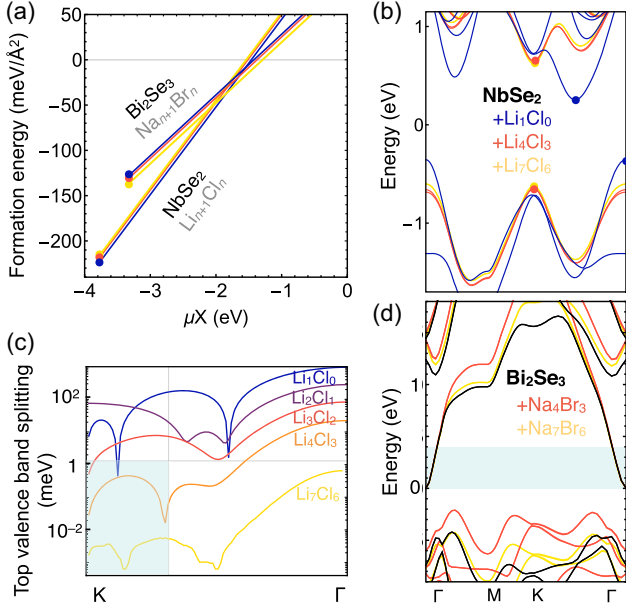 (a)
50
0
−50
−100
−150
−200
Formation energy (meV/Å²)
Bi₂Se₃
Naₙ₊₁Brₙ
NbSe₂
Liₙ₊₁Clₙ
−4
−3
−2
−1
0
μX (eV)
(b)
1
0
−1
Energy (eV)
NbSe₂
+Li₁Cl₀
+Li₄Cl₃
+Li₇Cl₆
(c)
10²
1
10⁻²
Top valence band splitting
(meV)
Li₁Cl₀
Li₂Cl₁
Li₃Cl₂
Li₄Cl₃
Li₇Cl₆
K
Γ
(d)
1
0
Energy (eV)
Bi₂Se₃
+Na₄Br₃
+Na₇Br₆
Γ
M
K
Γ